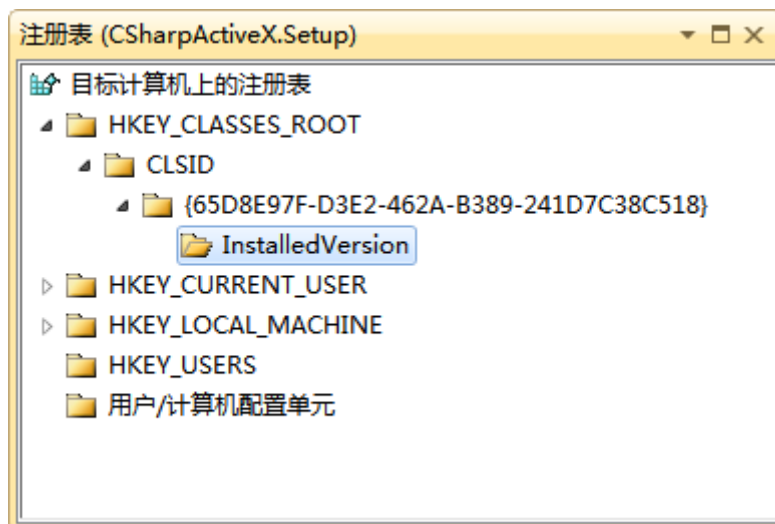 注册表 (CSharpActiveX.Setup)
目标计算机上的注册表
HKEY_CLASSES_ROOT
CLSID
{65D8E97F-D3E2-462A-B389-241D7C38C518}
InstalledVersion
HKEY_CURRENT_USER
HKEY_LOCAL_MACHINE
HKEY_USERS
用户/计算机配置单元